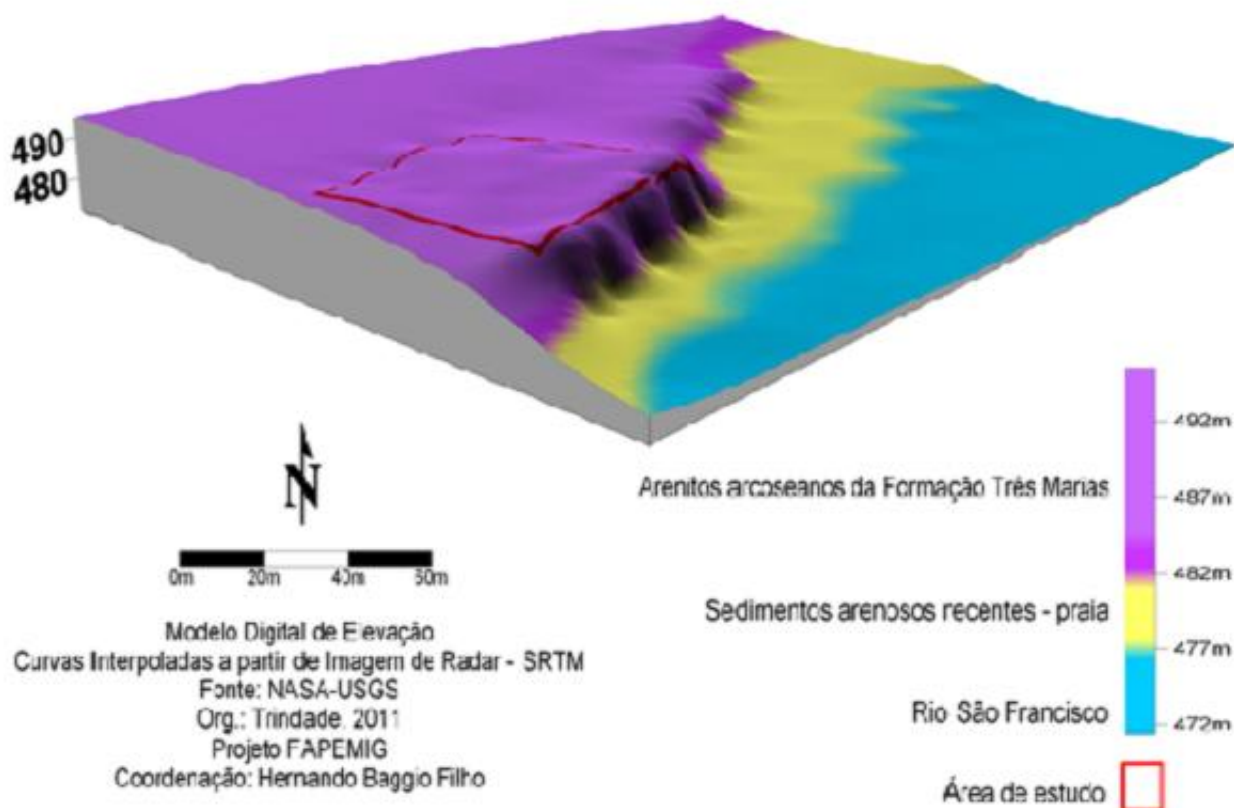 490
480
492m
Arenitos arcoseanos da Formação Três Marias
487m
482m
Sedimentos arenosos recentes - praia
477m
Rio São Francisco
472m
Área de estudo
N
0m 20m 40m 60m
Modelo Digital de Elevação
Curvas Interpoladas a partir de Imagem de Radar - SRTM
Fonte: NASA-USGS
Org.: Trindade. 2011
Projeto FAPEMIG
Coordenação: Hernando Baggio Filho